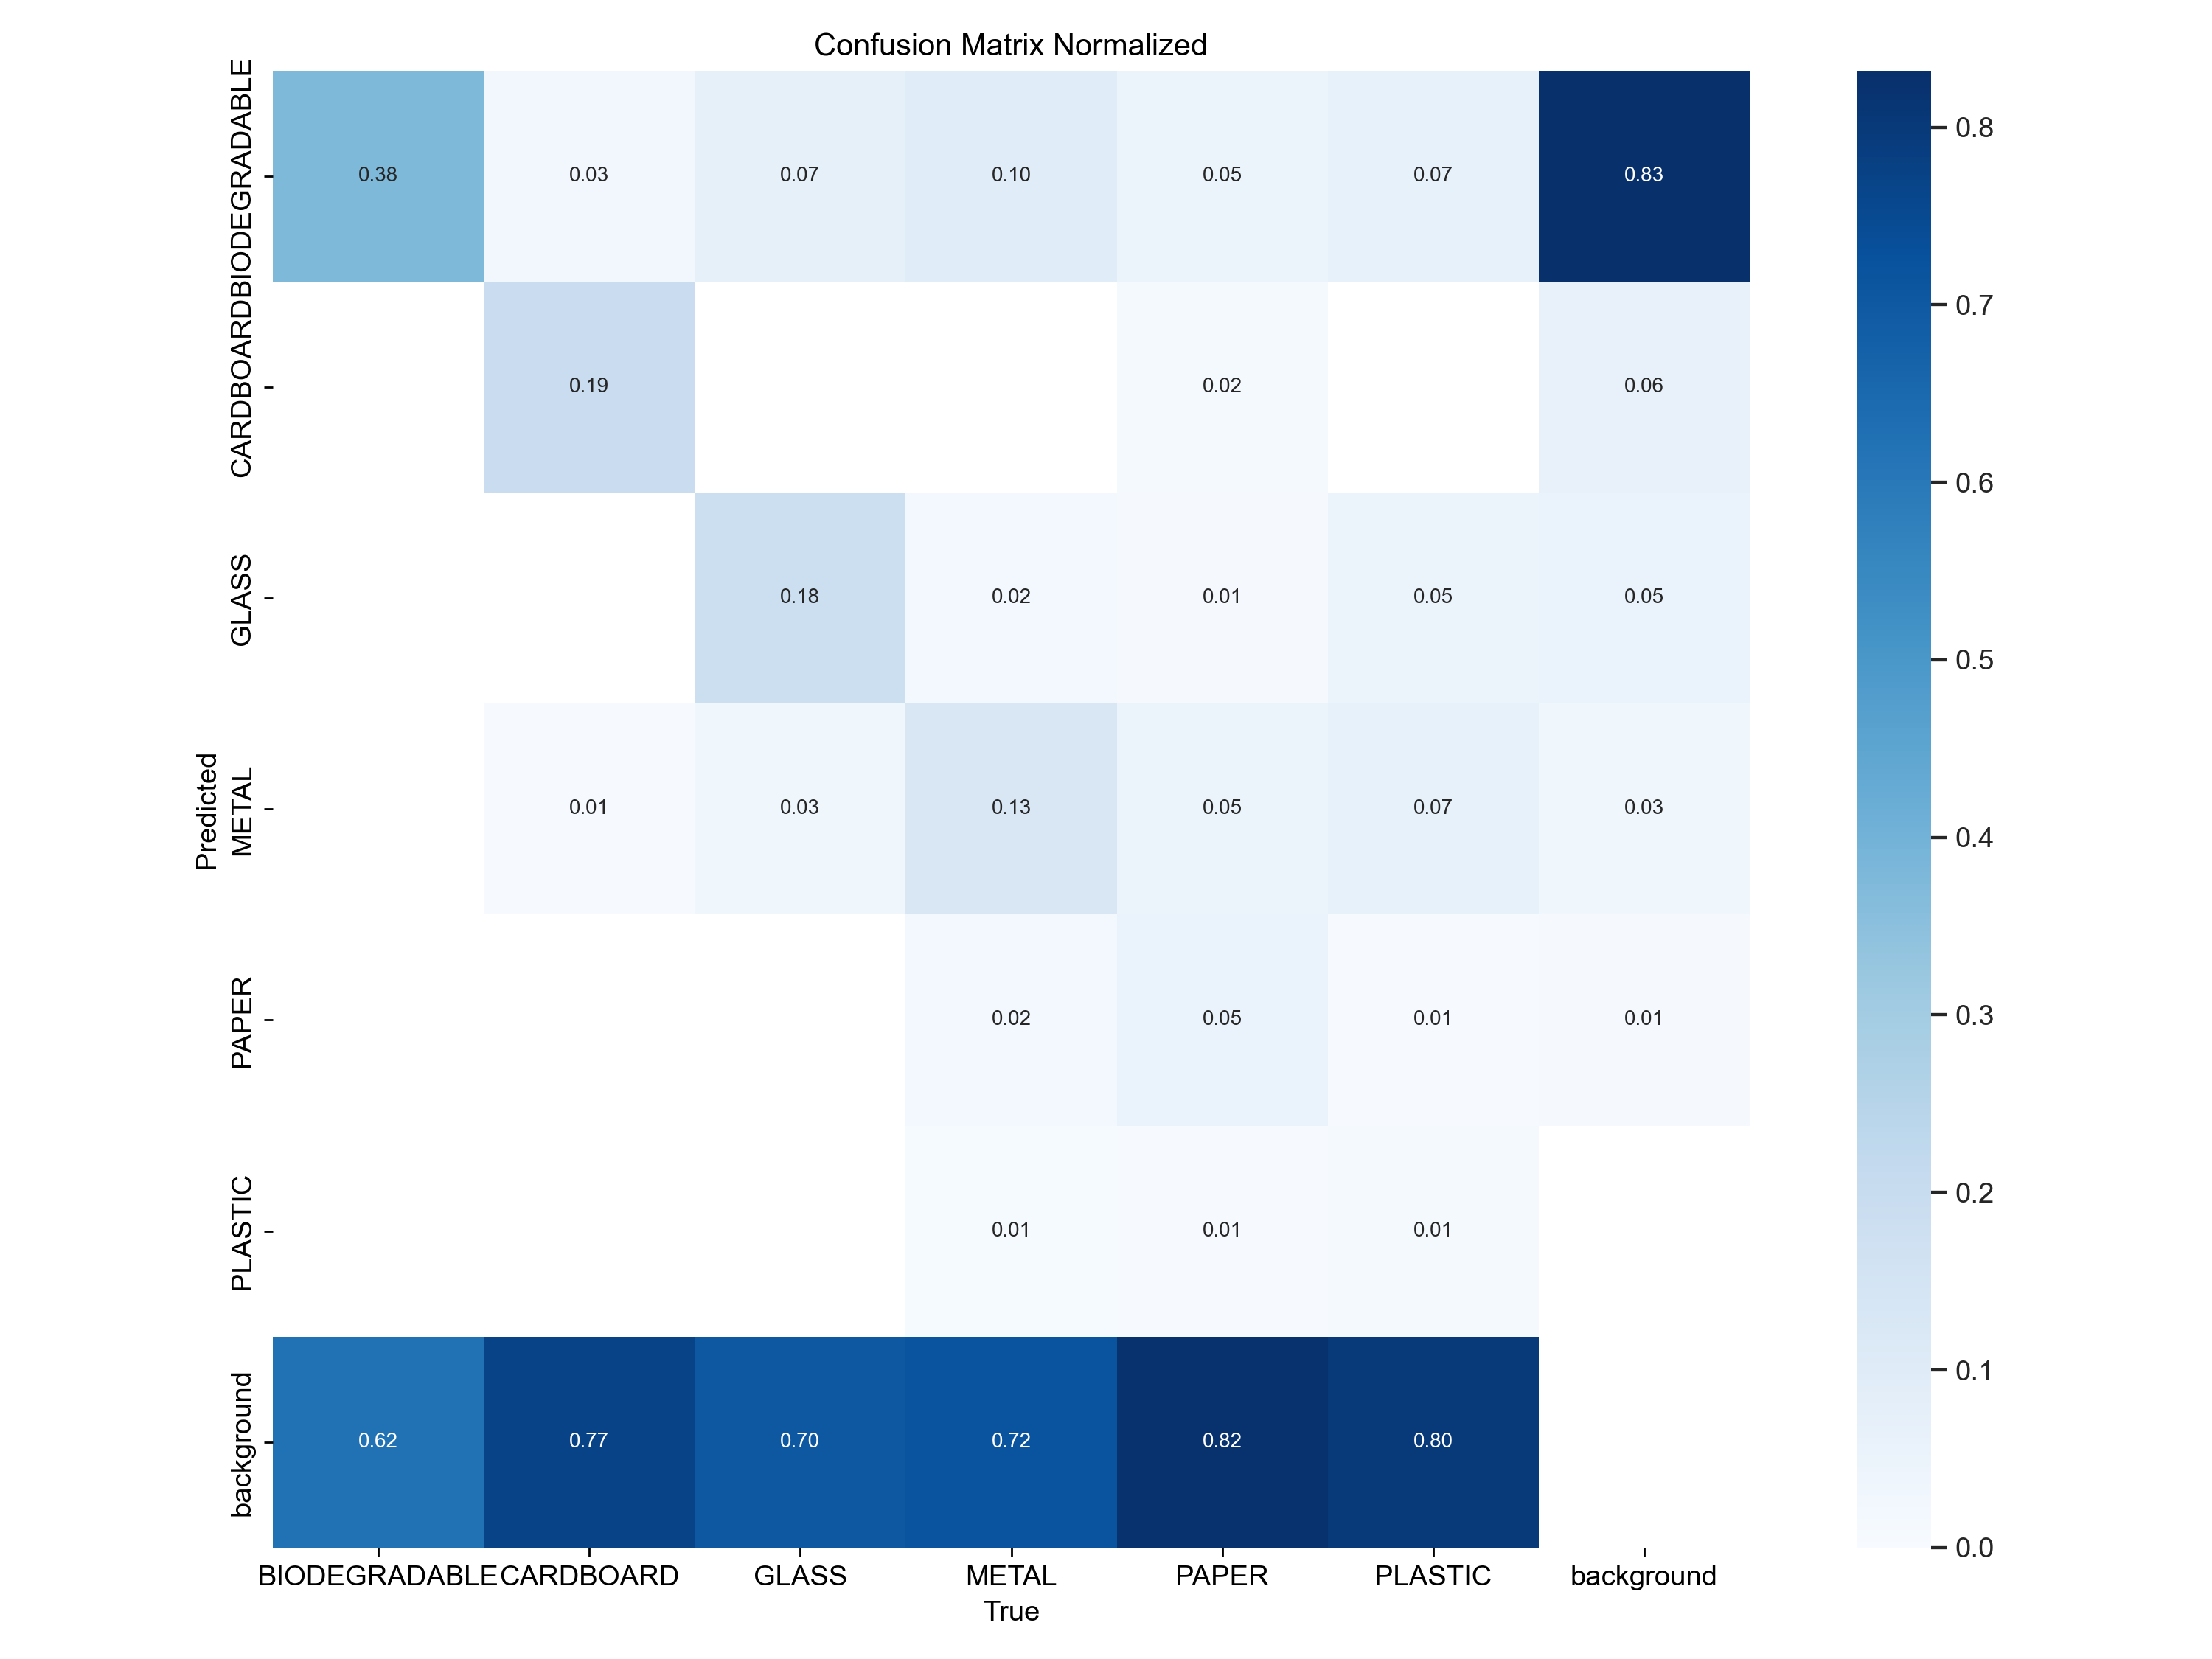 Confusion Matrix Normalized
BIODEGRADABLE
0.38 0.03 0.07 0.10 0.05 0.07 0.83
CARDBOARD
0.19 0.02 0.06
GLASS
0.18 0.02 0.01 0.05 0.05
Predicted
METAL
0.01 0.03 0.13 0.05 0.07 0.03
PAPER
0.02 0.05 0.01 0.01
PLASTIC
0.01 0.01 0.01
background
0.62 0.77 0.70 0.72 0.82 0.80
BIODEGRADABLE CARDBOARD GLASS METAL PAPER PLASTIC background
True
0.8
0.7
0.6
0.5
0.4
0.3
0.2
0.1
0.0